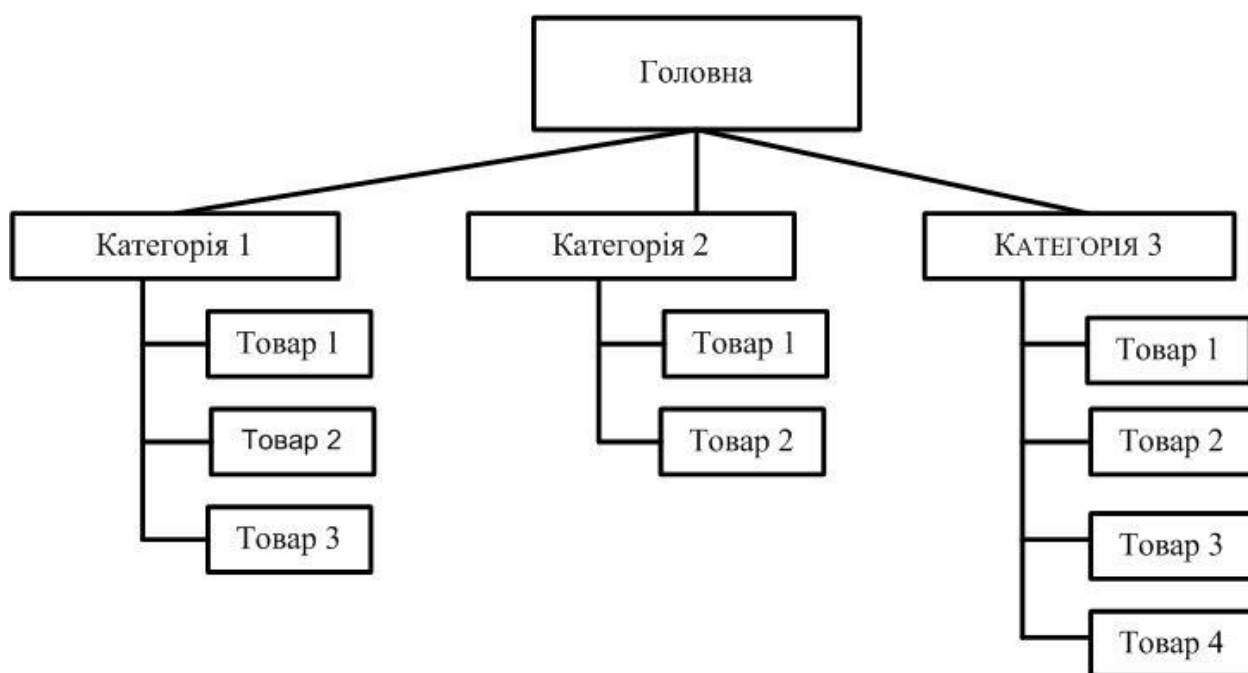 Головна
Категорія 1
Товар 1
Товар 2
Товар 3
Категорія 2
Товар 1
Товар 2
КАТЕГОРІЯ 3
Товар 1
Товар 2
Товар 3
Товар 4